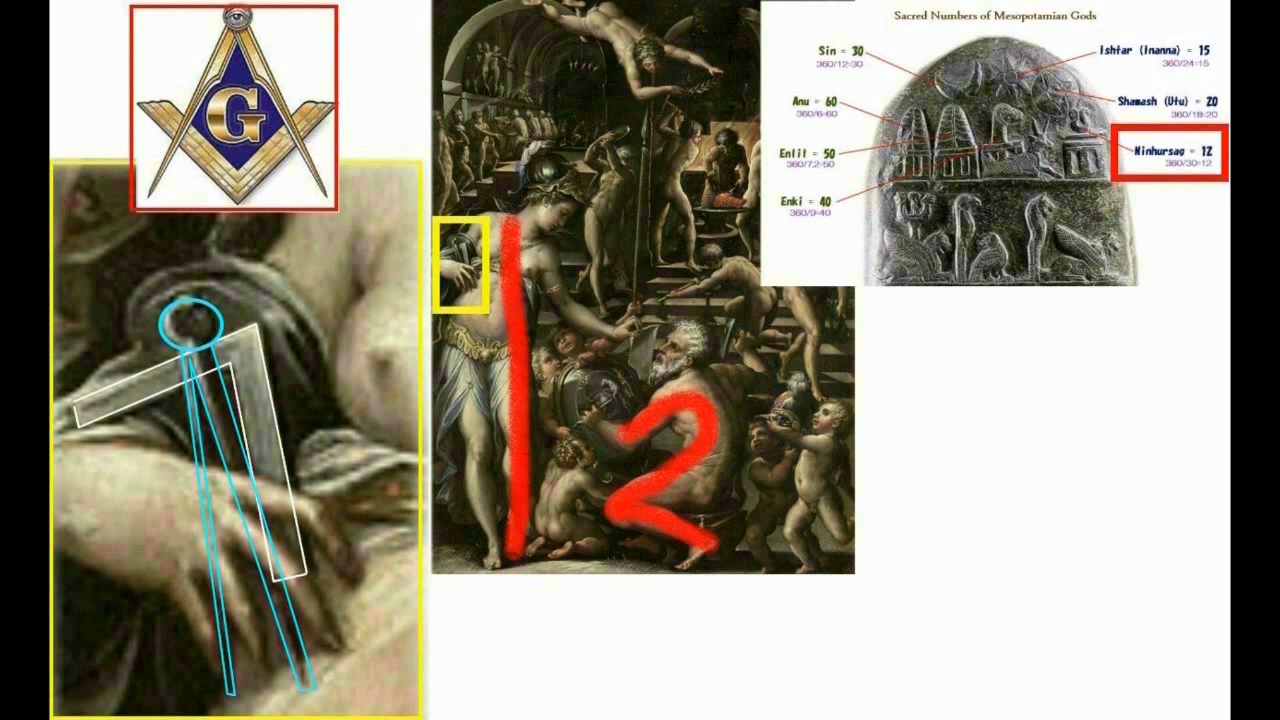 G
12
Sacred Numbers of Mesopotamian Gods
Sin = 30
360/12=30
Anu = 60
360/6=60
Enlil = 50
360/7,2=50
Enki = 40
360/9=40
Ishtar (Inanna) = 15
360/24=15
Shamash (Utu) = 20
360/18=20
Ninhursag = 12
360/30=12